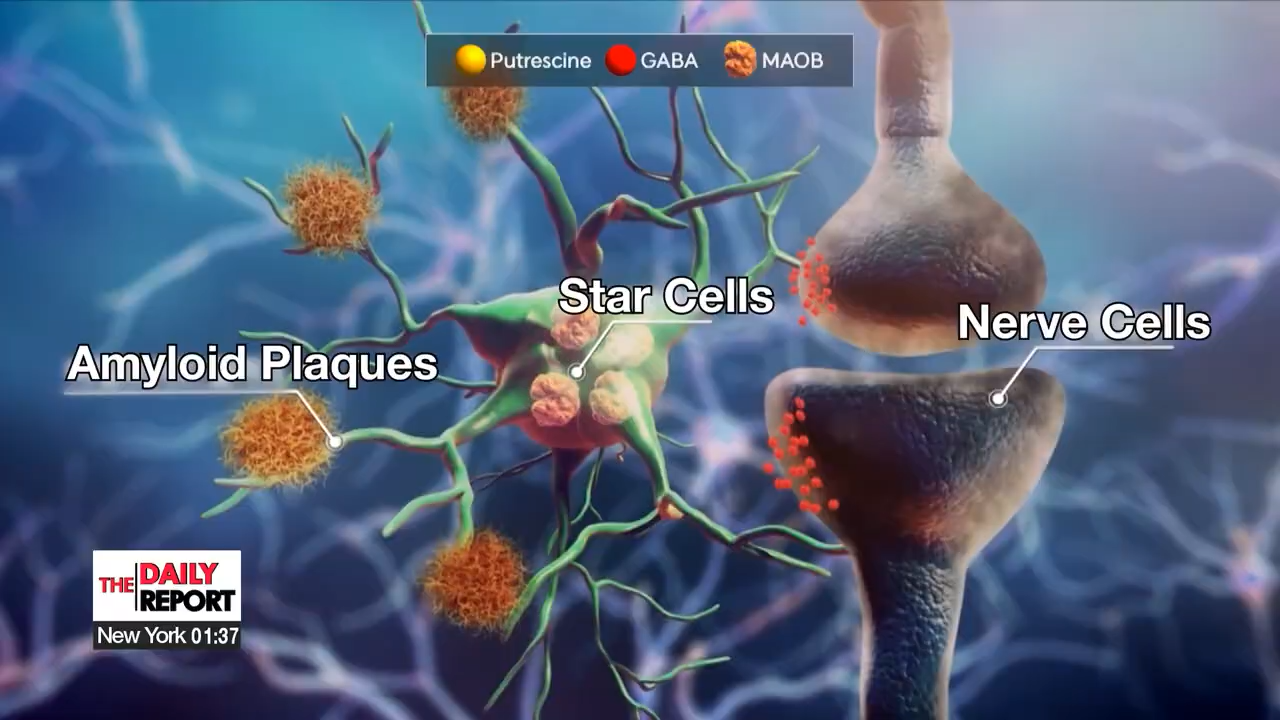 Putrescine GABA MAOB
Star Cells
Nerve Cells
Amyloid Plaques
THE DAILY
REPORT
New York 01:37